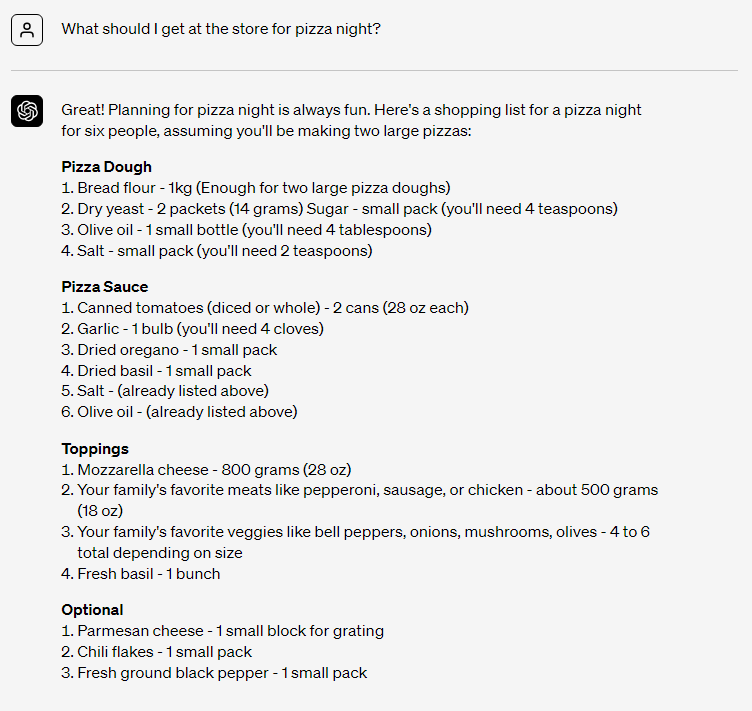 What should I get at the store for pizza night?
Great! Planning for pizza night is always fun. Here's a shopping list for a pizza night
for six people, assuming you'll be making two large pizzas:
Pizza Dough
1. Bread flour - 1kg (Enough for two large pizza doughs)
2. Dry yeast - 2 packets (14 grams) Sugar - small pack (you'll need 4 teaspoons)
3. Olive oil - 1 small bottle (you'll need 4 tablespoons)
4. Salt - small pack (you'll need 2 teaspoons)
Pizza Sauce
1. Canned tomatoes (diced or whole) - 2 cans (28 oz each)
2. Garlic - 1 bulb (you'll need 4 cloves)
3. Dried oregano - 1 small pack
4. Dried basil - 1 small pack
5. Salt - (already listed above)
6. Olive oil - (already listed above)
Toppings
1. Mozzarella cheese - 800 grams (28 oz)
2. Your family's favorite meats like pepperoni, sausage, or chicken - about 500 grams
(18 oz)
3. Your family's favorite veggies like bell peppers, onions, mushrooms, olives - 4 to 6
total depending on size
4. Fresh basil - 1 bunch
Optional
1. Parmesan cheese - 1 small block for grating
2. Chili flakes - 1 small pack
3. Fresh ground black pepper - 1 small pack